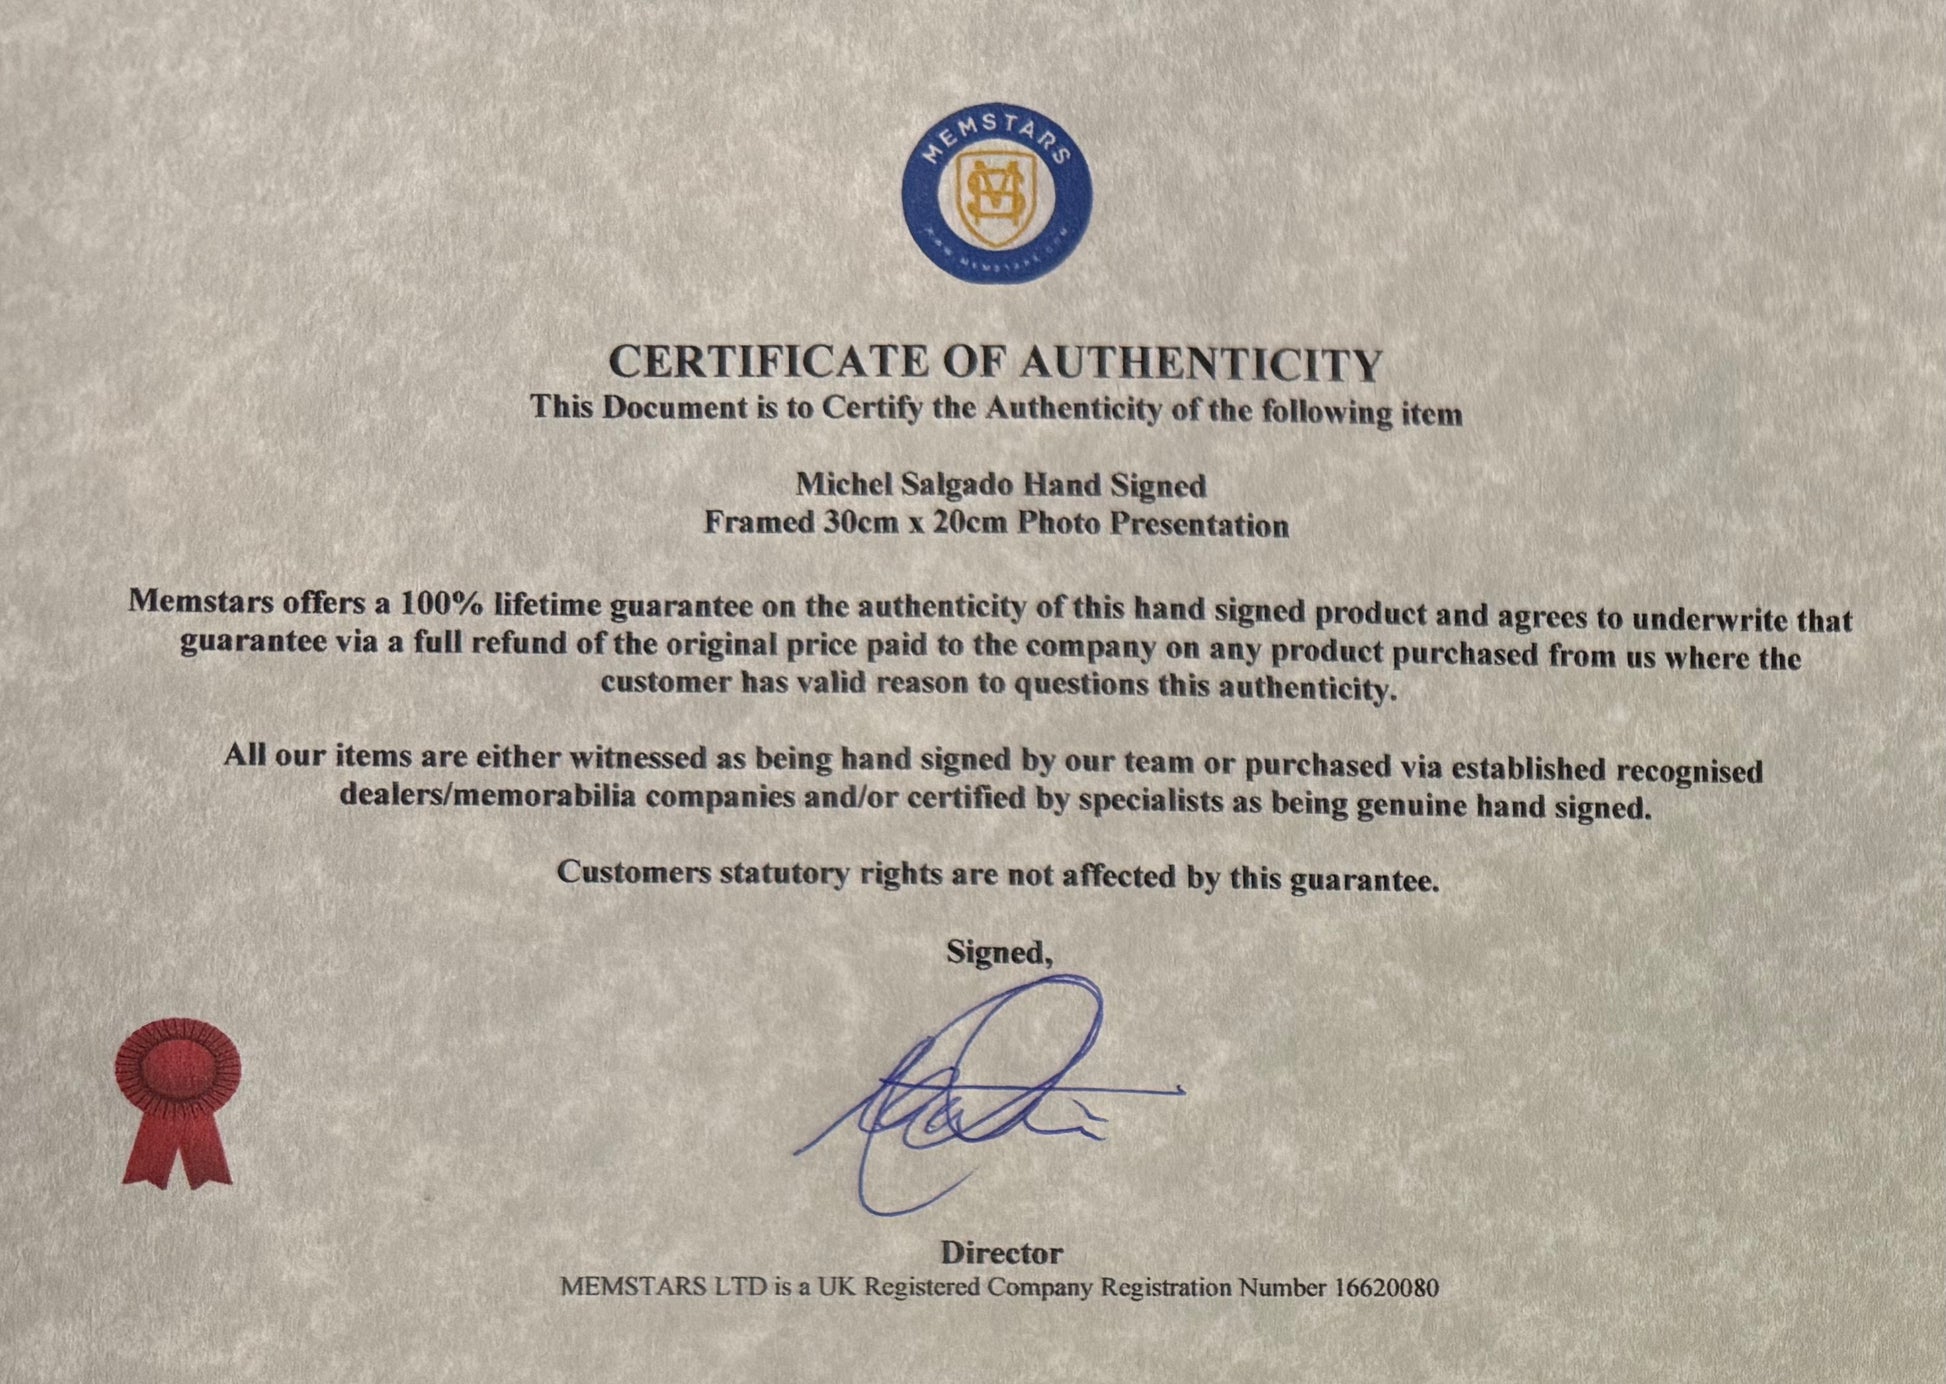 MEMSTARS
WWW.MEMSTARS.COM
CERTIFICATE OF AUTHENTICITY
This Document is to Certify the Authenticity of the following item
Michel Salgado Hand Signed
Framed 30cm x 20cm Photo Presentation
Memstars offers a 100% lifetime guarantee on the authenticity of this hand signed product and agrees to underwrite that
guarantee via a full refund of the original price paid to the company on any product purchased from us where the
customer has valid reason to questions this authenticity.
All our items are either witnessed as being hand signed by our team or purchased via established recognised
dealers/memorabilia companies and/or certified by specialists as being genuine hand signed.
Customers statutory rights are not affected by this guarantee.
Signed,
Director
MEMSTARS LTD is a UK Registered Company Registration Number 16620080